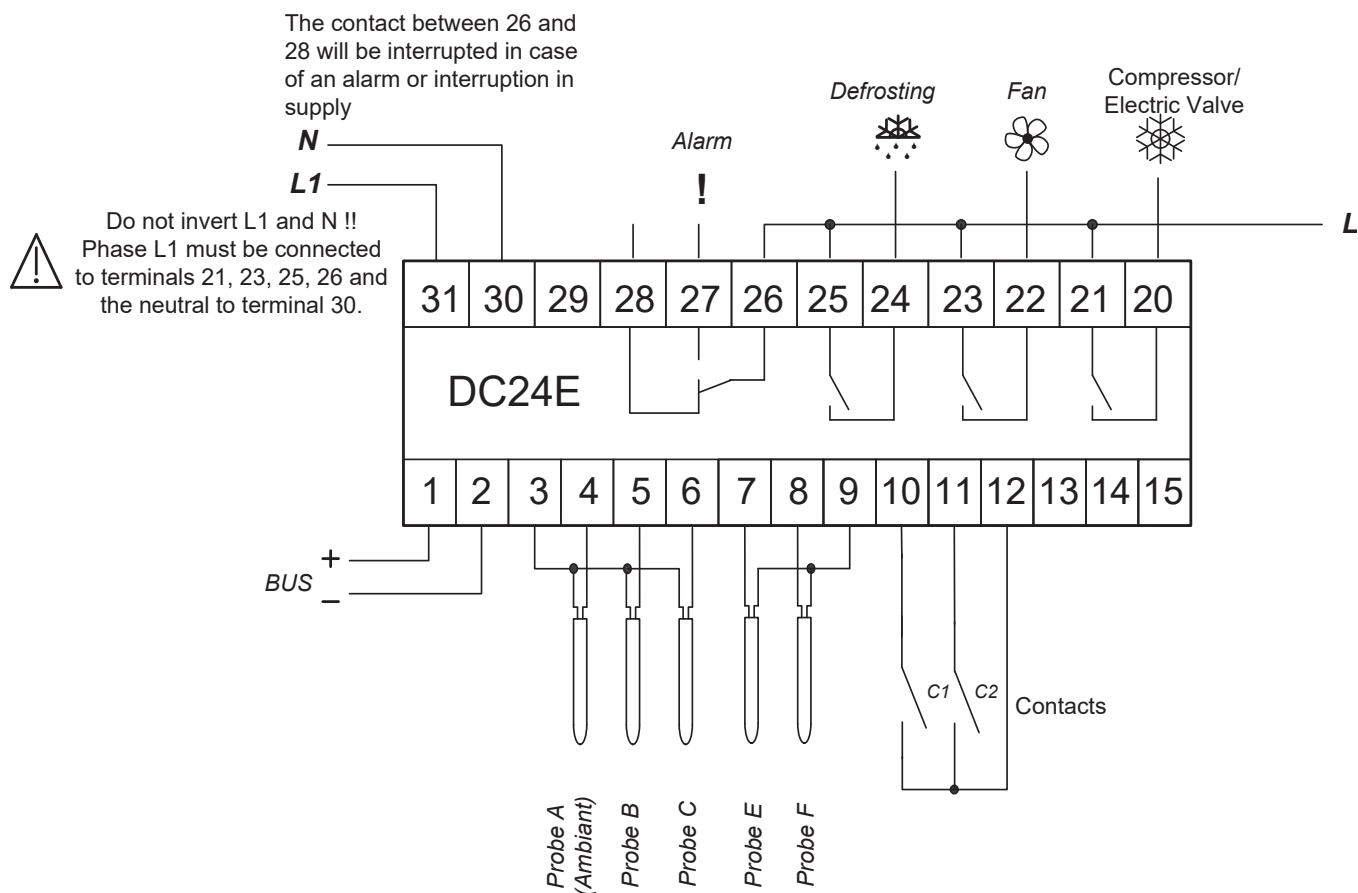 The contact between 26 and
28 will be interrupted in case
of an alarm or interruption in
supply
N
L1
Do not invert L1 and N !!
Phase L1 must be connected
to terminals 21, 23, 25, 26 and
the neutral to terminal 30.
Alarm
!
Defrosting
Fan
Compressor/
Electric Valve
L
31 30 29 28 27 26 25 24 23 22 21 20
DC24E
1 2 3 4 5 6 7 8 9 10 11 12 13 14 15
+
BUS
–
C1 C2 Contacts
Probe A
(Ambiant)
Probe B
Probe C
Probe E
Probe F